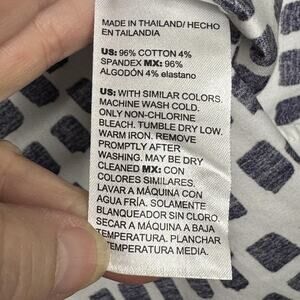 MADE IN THAILAND/ HECHO
EN TAILANDIA
US: 96% COTTON 4%
SPANDEX MX: 96%
ALGODÓN 4% elastano
US: WITH SIMILAR COLORS.
MACHINE WASH COLD.
ONLY NON-CHLORINE
BLEACH. TUMBLE DRY LOW.
WARM IRON. REMOVE
PROMPTLY AFTER
WASHING. MAY BE DRY
CLEANED MX: CON
COLORES SIMILARES.
LAVAR A MÁQUINA CON
AGUA FRÍA. SOLAMENTE
BLANQUEADOR SIN CLORO.
SECAR A MÁQUINA A BAJA
TEMPERATURA. PLANCHAR
TEMPERATURA MEDIA.